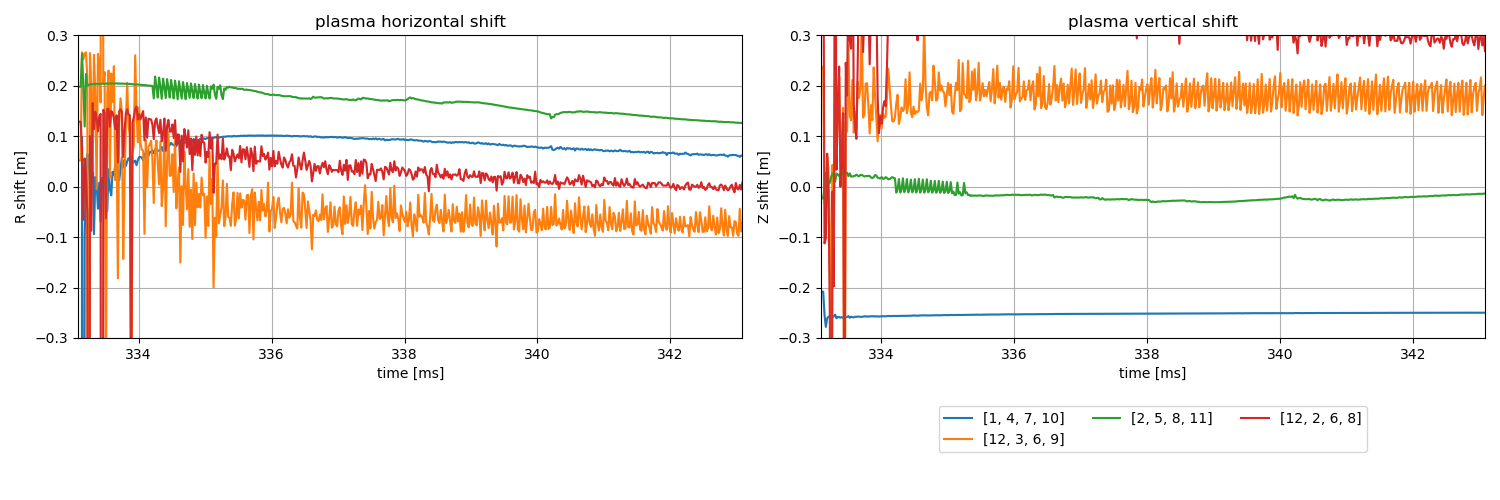 plasma horizontal shift
R shift [m]
0.3
0.2
0.1
0.0
−0.1
−0.2
−0.3
334
336
338
340
342
time [ms]
plasma vertical shift
Z shift [m]
0.3
0.2
0.1
0.0
−0.1
−0.2
−0.3
334
336
338
340
342
time [ms]
[1, 4, 7, 10]
[2, 5, 8, 11]
[12, 2, 6, 8]
[12, 3, 6, 9]